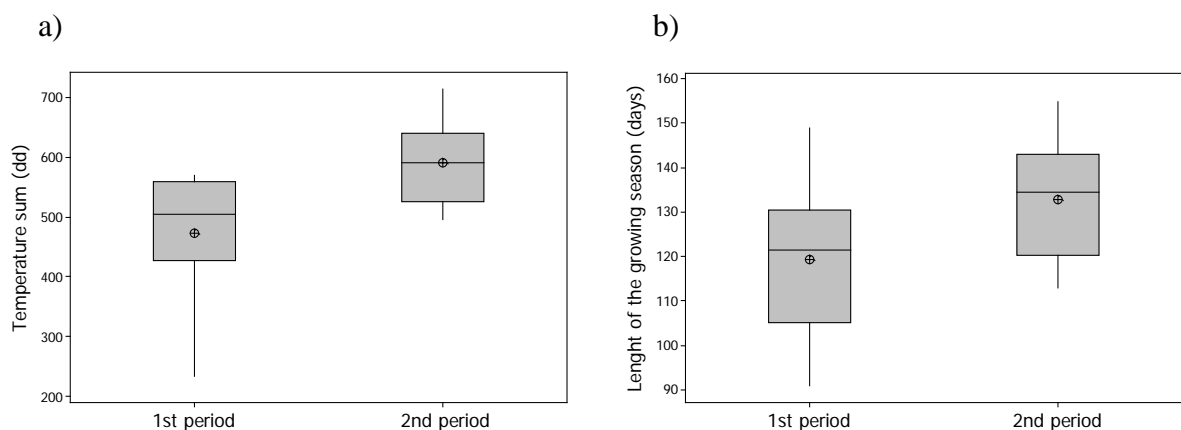 a)
Temperature sum (dd)
700
600
500
400
300
200
1st period
2nd period
b)
Lenght of the growing season (days)
160
150
140
130
120
110
100
90
1st period
2nd period